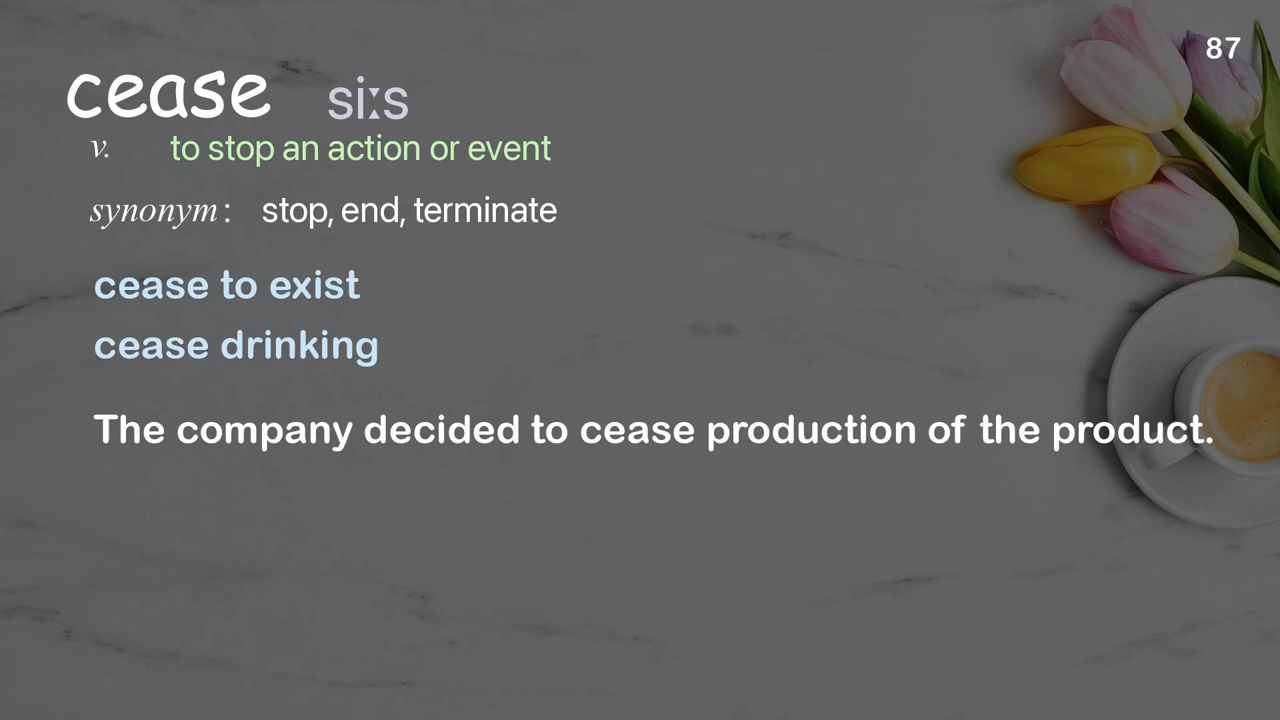 87
cease si:s
v. to stop an action or event
synonym: stop, end, terminate
cease to exist
cease drinking
The company decided to cease production of the product.